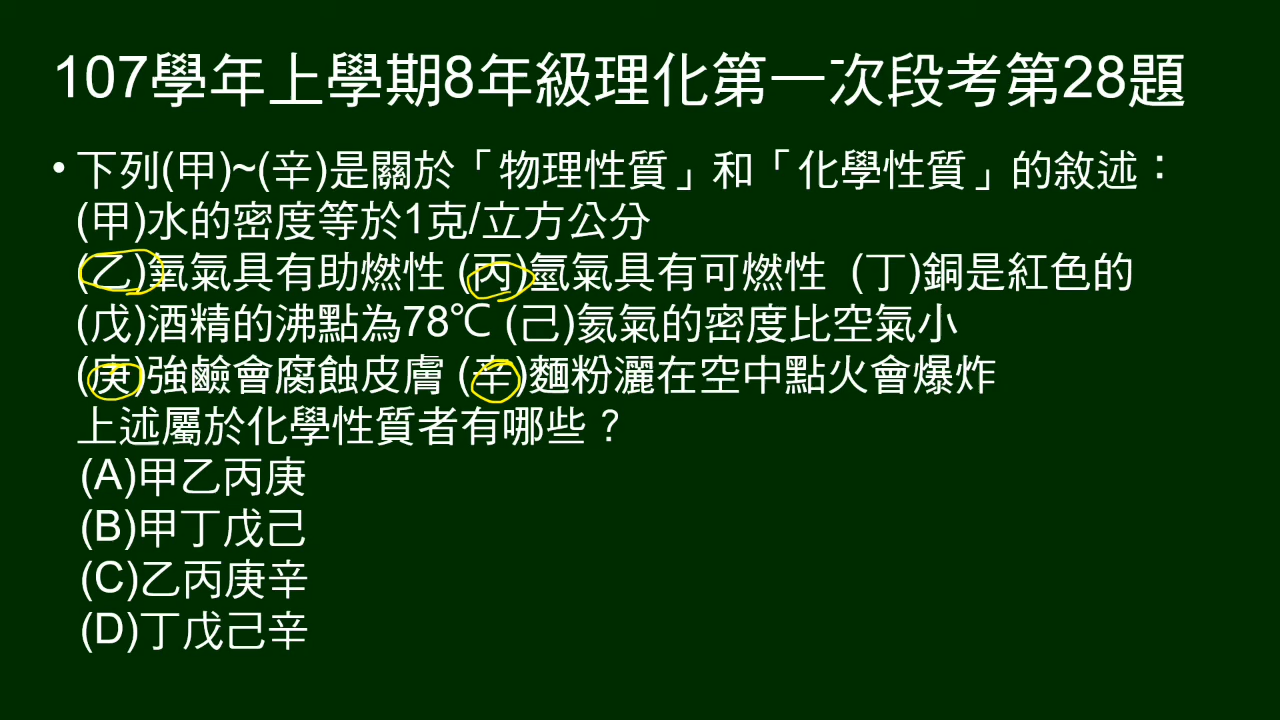 107學年上學期8年級理化第一次段考第28題
• 下列(甲)~(辛)是關於「物理性質」和「化學性質」的敘述：
(甲)水的密度等於1克/立方公分
(乙)氧氣具有助燃性 (丙)氫氣具有可燃性 (丁)銅是紅色的
(戊)酒精的沸點為78℃ (己)氦氣的密度比空氣小
(庚)強鹼會腐蝕皮膚 (辛)麵粉灑在空中點火會爆炸
上述屬於化學性質者有哪些？
(A)甲乙丙庚
(B)甲丁戊己
(C)乙丙庚辛
(D)丁戊己辛